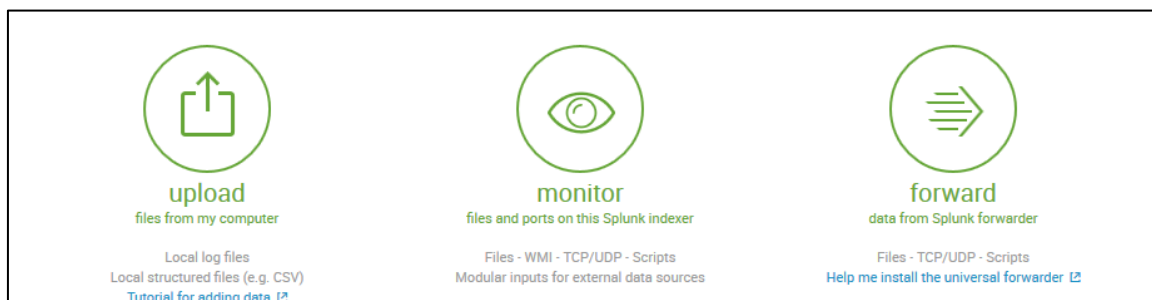 upload
files from my computer
Local log files
Local structured files (e.g. CSV)
Tutorial for adding data
monitor
files and ports on this Splunk indexer
Files - WMI - TCP/UDP - Scripts
Modular inputs for external data sources
forward
data from Splunk forwarder
Files - TCP/UDP - Scripts
Help me install the universal forwarder